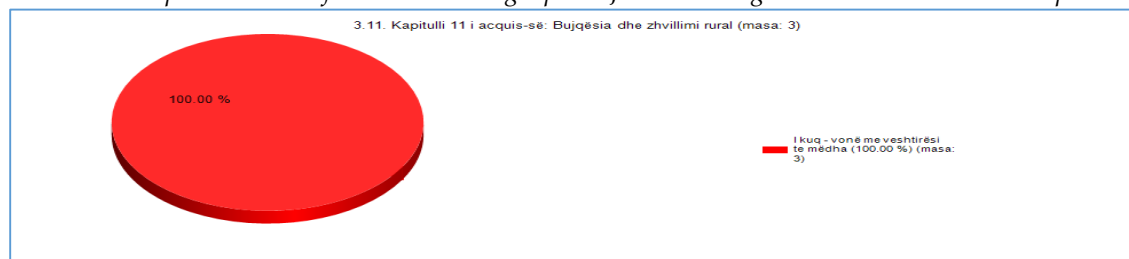 3.11. Kapitulli 11 i acquis-së: Bujqësia dhe zhvillimi rural (masa: 3)
100.00 %
I kuq - vonë me veshtirësi
te mëdha (100.00 %) (masa:
3)